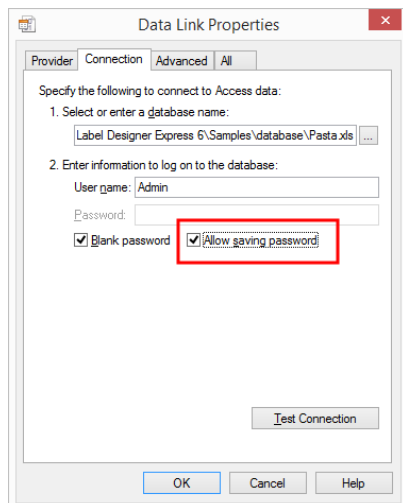 Data Link Properties
Provider Connection Advanced All
Specify the following to connect to Access data:
1. Select or enter a database name:
Label Designer Express 6\Samples\database\Pasta.xls ...
2. Enter information to log on to the database:
User name: Admin
Password:
Blank password Allow saving password
Test Connection
OK Cancel Help